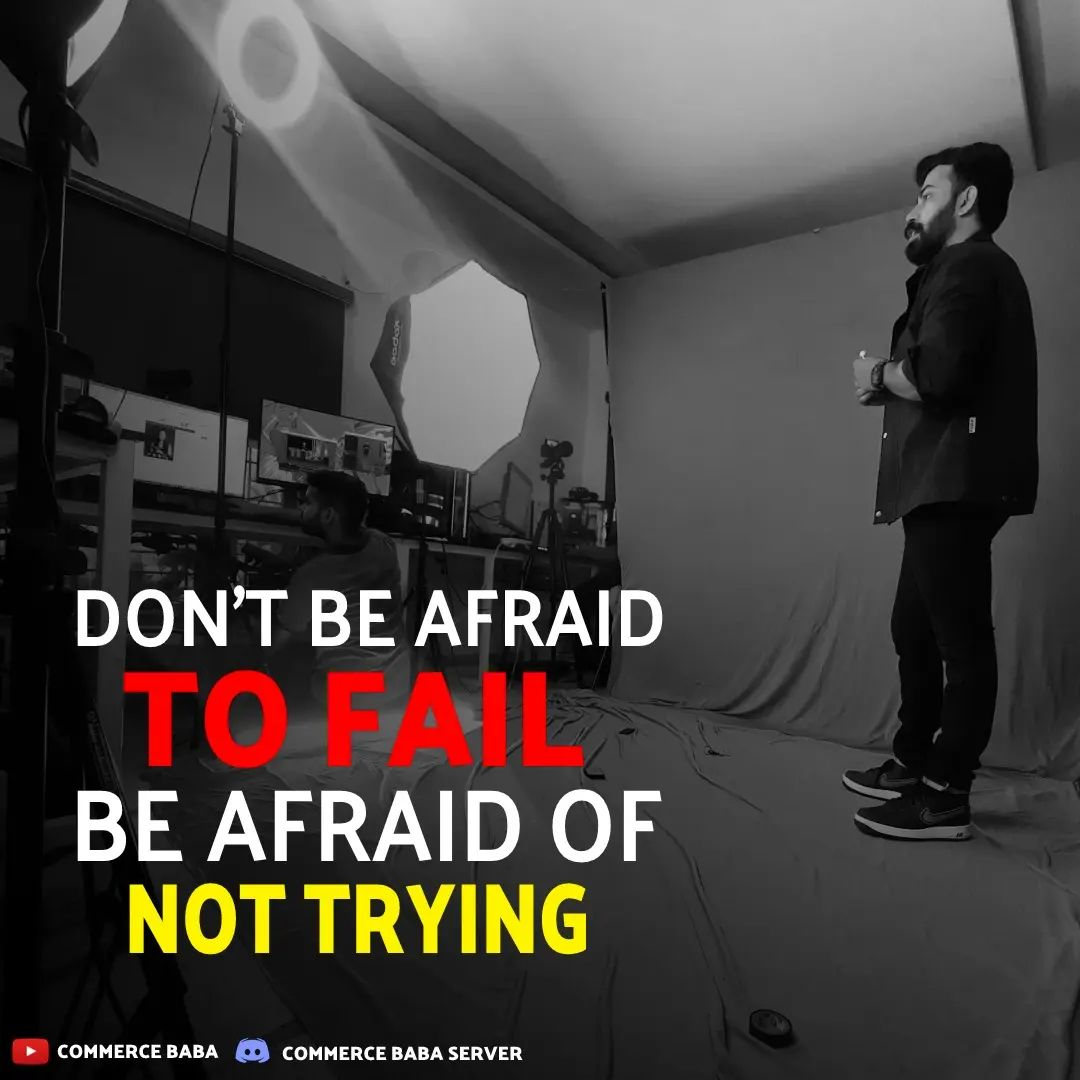 DON'T BE AFRAID
TO FAIL
BE AFRAID OF
NOT TRYING
COMMERCE BABA
COMMERCE BABA SERVER